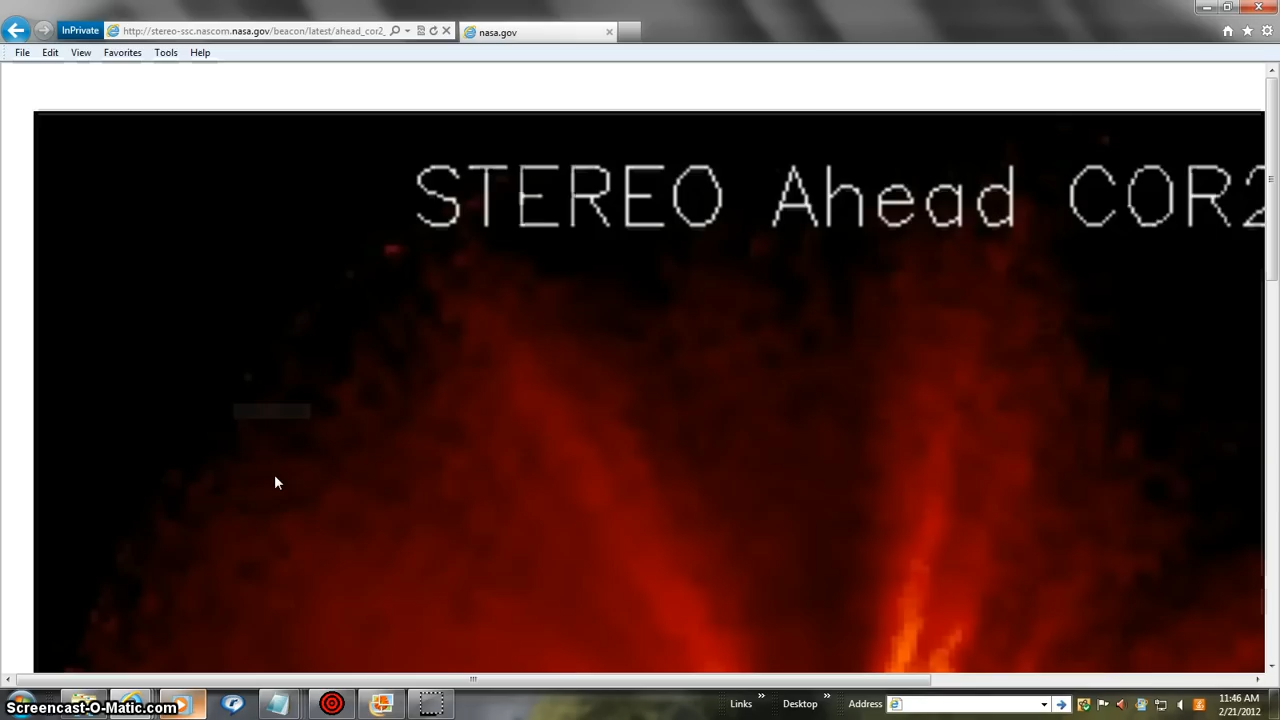 InPrivate
http://stereo-ssc.nascom.nasa.gov/beacon/latest/ahead_cor2_
nasa.gov
File Edit View Favorites Tools Help
STEREO Ahead COR2
Screencast-O-Matic.com
Links
Desktop
Address
11:46 AM
2/21/2012